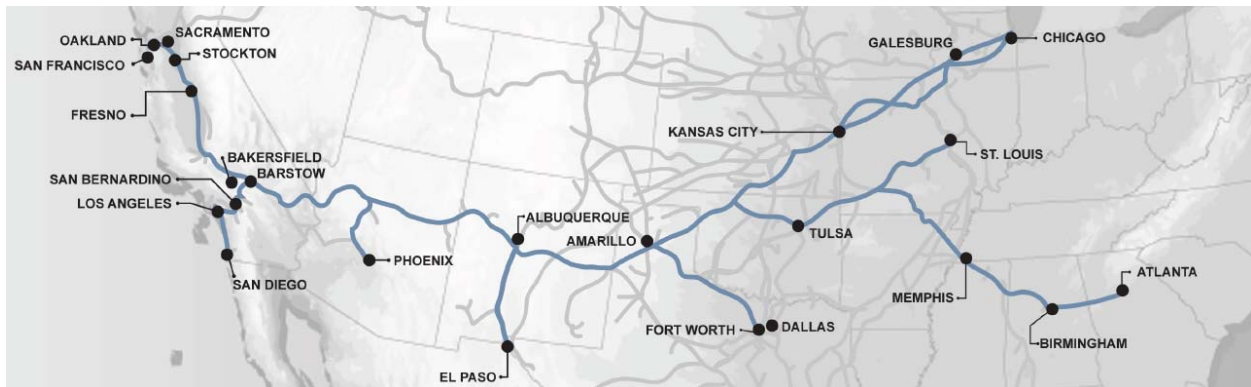 SACRAMENTO
OAKLAND
STOCKTON
SAN FRANCISCO
FRESNO
BAKERSFIELD
BARSTOW
SAN BERNARDINO
LOS ANGELES
SAN DIEGO
PHOENIX
ALBUQUERQUE
AMARILLO
EL PASO
FORT WORTH
DALLAS
TULSA
KANSAS CITY
GALESBURG
CHICAGO
ST. LOUIS
MEMPHIS
ATLANTA
BIRMINGHAM